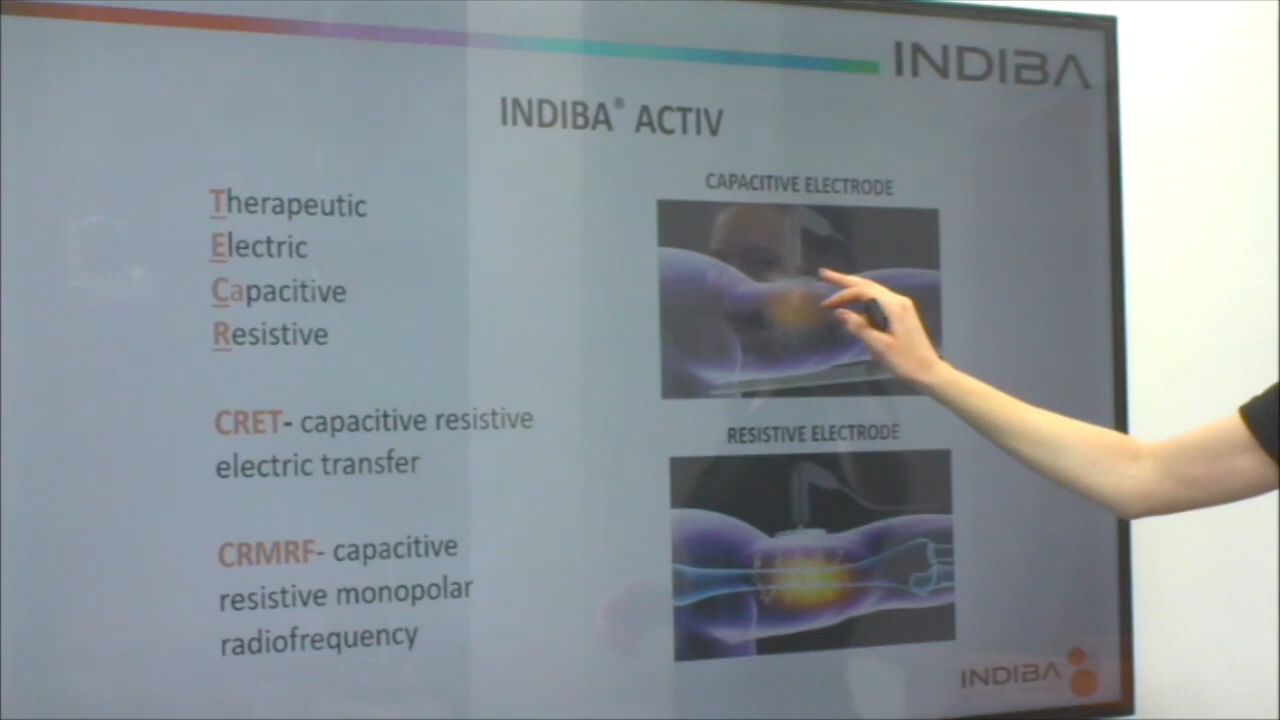 INDIBA
INDIBA® ACTIV
Therapeutic
Electric
Capacitive
Resistive
CRET- capacitive resistive
electric transfer
CRMRF- capacitive
resistive monopolar
radiofrequency
CAPACITIVE ELECTRODE
RESISTIVE ELECTRODE
INDIBA